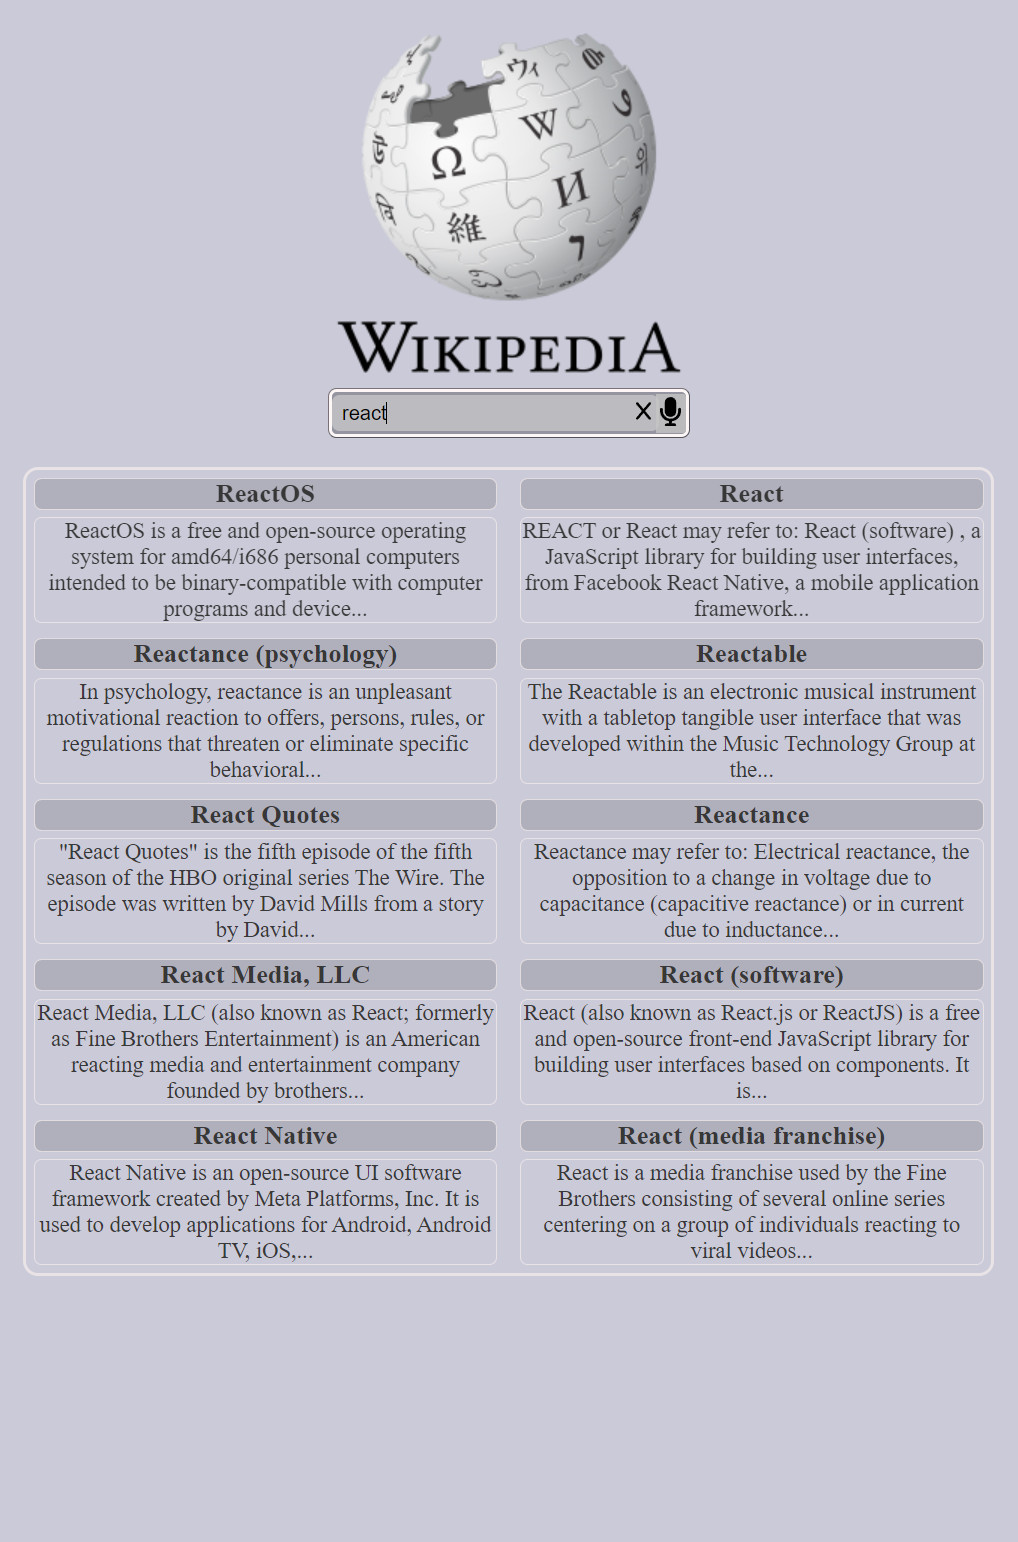 ウィ
W
Ω
И
維
ו
WIKIPEDIA
react
ReactOS
ReactOS is a free and open-source operating
system for amd64/i686 personal computers
intended to be binary-compatible with computer
programs and device...
React
REACT or React may refer to: React (software) , a
JavaScript library for building user interfaces,
from Facebook React Native, a mobile application
framework...
Reactance (psychology)
In psychology, reactance is an unpleasant
motivational reaction to offers, persons, rules, or
regulations that threaten or eliminate specific
behavioral...
Reactable
The Reactable is an electronic musical instrument
with a tabletop tangible user interface that was
developed within the Music Technology Group at
the...
React Quotes
"React Quotes" is the fifth episode of the fifth
season of the HBO original series The Wire. The
episode was written by David Mills from a story
by David...
Reactance
Reactance may refer to: Electrical reactance, the
opposition to a change in voltage due to
capacitance (capacitive reactance) or in current
due to inductance...
React Media, LLC
React Media, LLC (also known as React; formerly
as Fine Brothers Entertainment) is an American
reacting media and entertainment company
founded by brothers...
React (software)
React (also known as React.js or ReactJS) is a free
and open-source front-end JavaScript library for
building user interfaces based on components. It
is...
React Native
React Native is an open-source UI software
framework created by Meta Platforms, Inc. It is
used to develop applications for Android, Android
TV, iOS,...
React (media franchise)
React is a media franchise used by the Fine
Brothers consisting of several online series
centering on a group of individuals reacting to
viral videos...